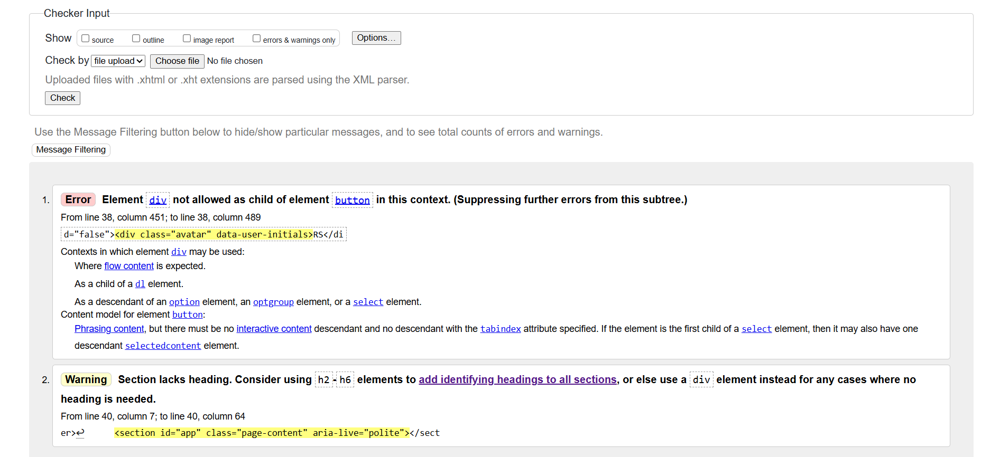 Checker Input
Show source outline image report errors & warnings only Options...
Check by file upload Choose file No file chosen
Uploaded files with .xhtml or .xht extensions are parsed using the XML parser.
Check
Use the Message Filtering button below to hide/show particular messages, and to see total counts of errors and warnings.
Message Filtering
1. Error Element div not allowed as child of element button in this context. (Suppressing further errors from this subtree.)
From line 38, column 451; to line 38, column 489
d="false"><div class="avatar" data-user-initials>RS</di
Contexts in which element div may be used:
Where flow content is expected.
As a child of a dl element.
As a descendant of an option element, an optgroup element, or a select element.
Content model for element button:
Phrasing content, but there must be no interactive content descendant and no descendant with the tabindex attribute specified. If the element is the first child of a select element, then it may also have one
descendant selectedcontent element.
2. Warning Section lacks heading. Consider using h2-h6 elements to add identifying headings to all sections, or else use a div element instead for any cases where no
heading is needed.
From line 40, column 7; to line 40, column 64
er>↩ <section id="app" class="page-content" aria-live="polite"></sect